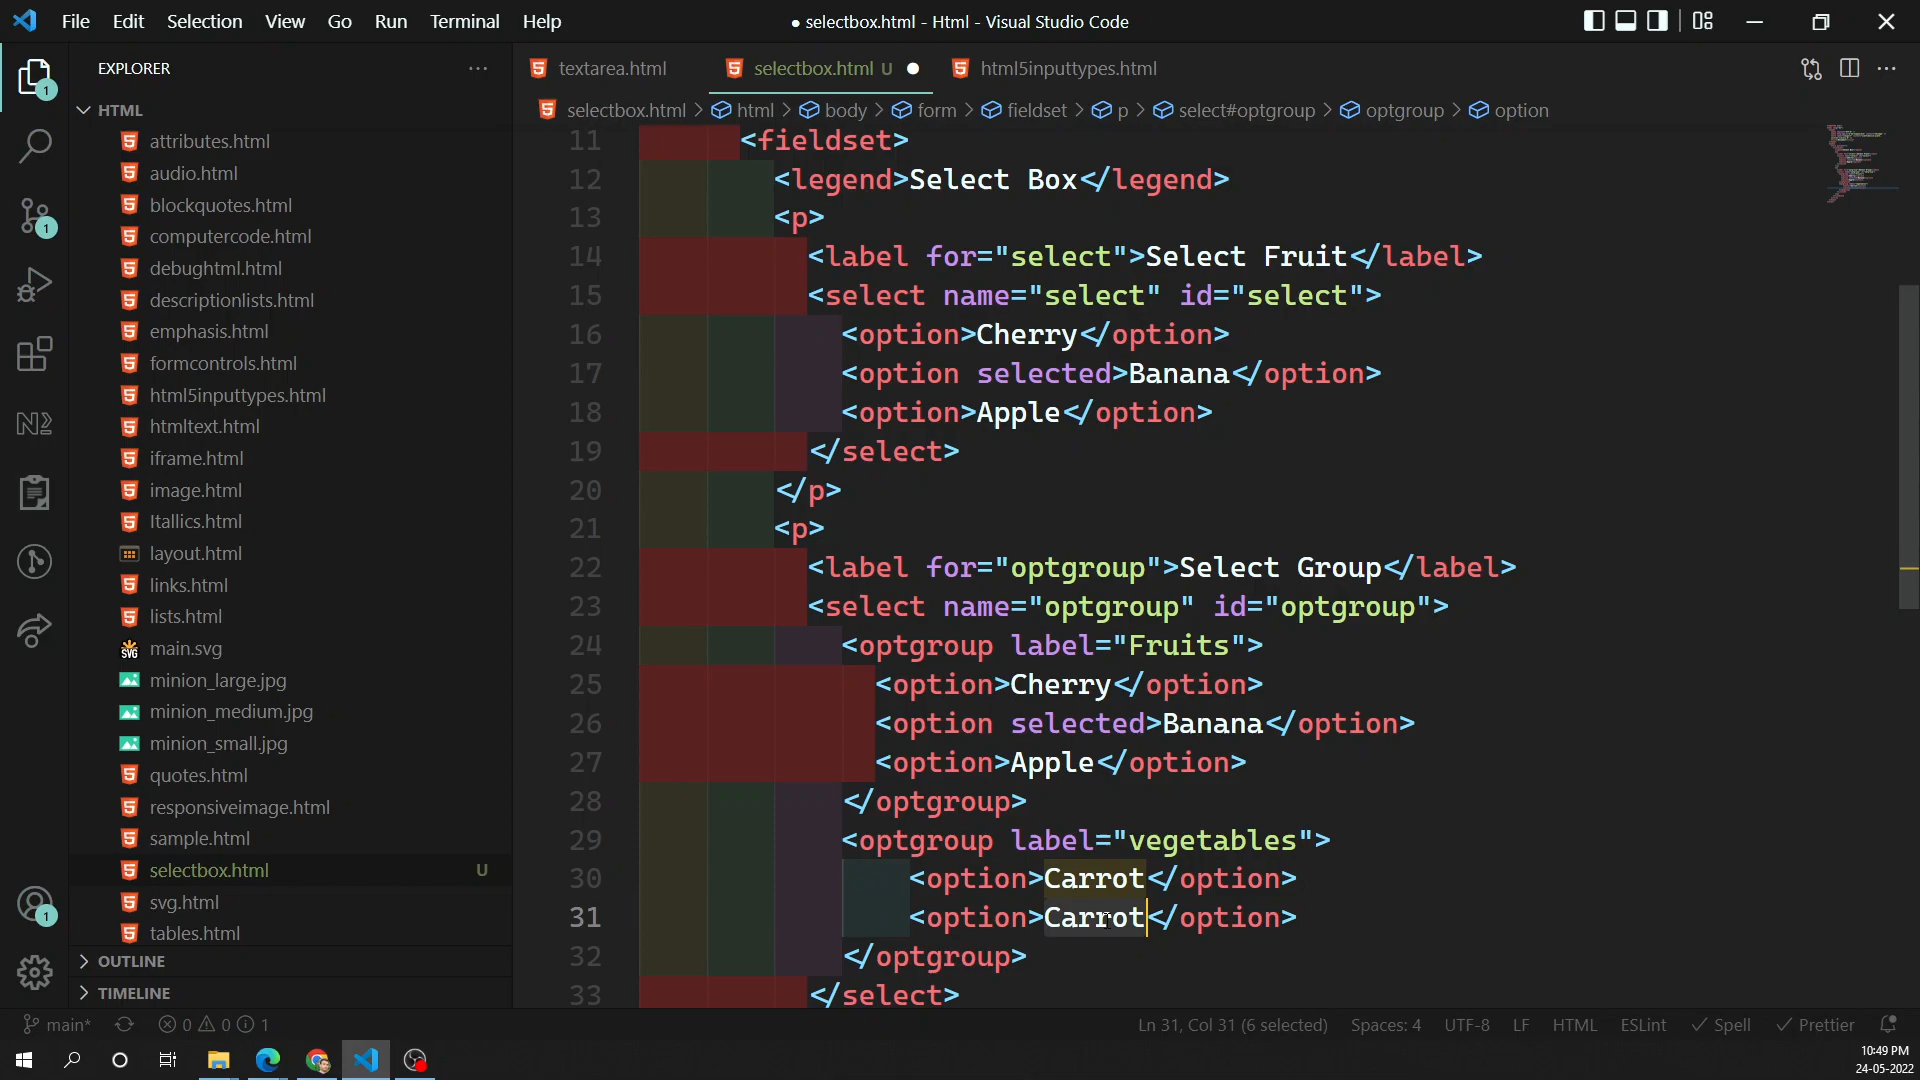 File Edit Selection View Go Run Terminal Help
● selectbox.html - Html - Visual Studio Code
EXPLORER
HTML
attributes.html
audio.html
blockquotes.html
computercode.html
debughtml.html
descriptionlists.html
emphasis.html
formcontrols.html
html5inputtypes.html
htmltext.html
iframe.html
image.html
Itallics.html
layout.html
links.html
lists.html
main.svg
minion_large.jpg
minion_medium.jpg
minion_small.jpg
quotes.html
responsiveimage.html
sample.html
selectbox.html U
svg.html
tables.html
OUTLINE
TIMELINE
1
1
1
textarea.html selectbox.html U html5inputtypes.html
selectbox.html > html > body > form > fieldset > p > select#optgroup > optgroup > option
11 <fieldset>
12 <legend>Select Box</legend>
13 <p>
14 <label for="select">Select Fruit</label>
15 <select name="select" id="select">
16 <option>Cherry</option>
17 <option selected>Banana</option>
18 <option>Apple</option>
19 </select>
20 </p>
21 <p>
22 <label for="optgroup">Select Group</label>
23 <select name="optgroup" id="optgroup">
24 <optgroup label="Fruits">
25 <option>Cherry</option>
26 <option selected>Banana</option>
27 <option>Apple</option>
28 </optgroup>
29 <optgroup label="vegetables">
30 <option>Carrot</option>
31 <option>Carrot</option>
32 </optgroup>
33 </select>
main* 0 0 1 Ln 31, Col 31 (6 selected) Spaces: 4 UTF-8 LF HTML ESLint Spell Prettier
10:49 PM
24-05-2022